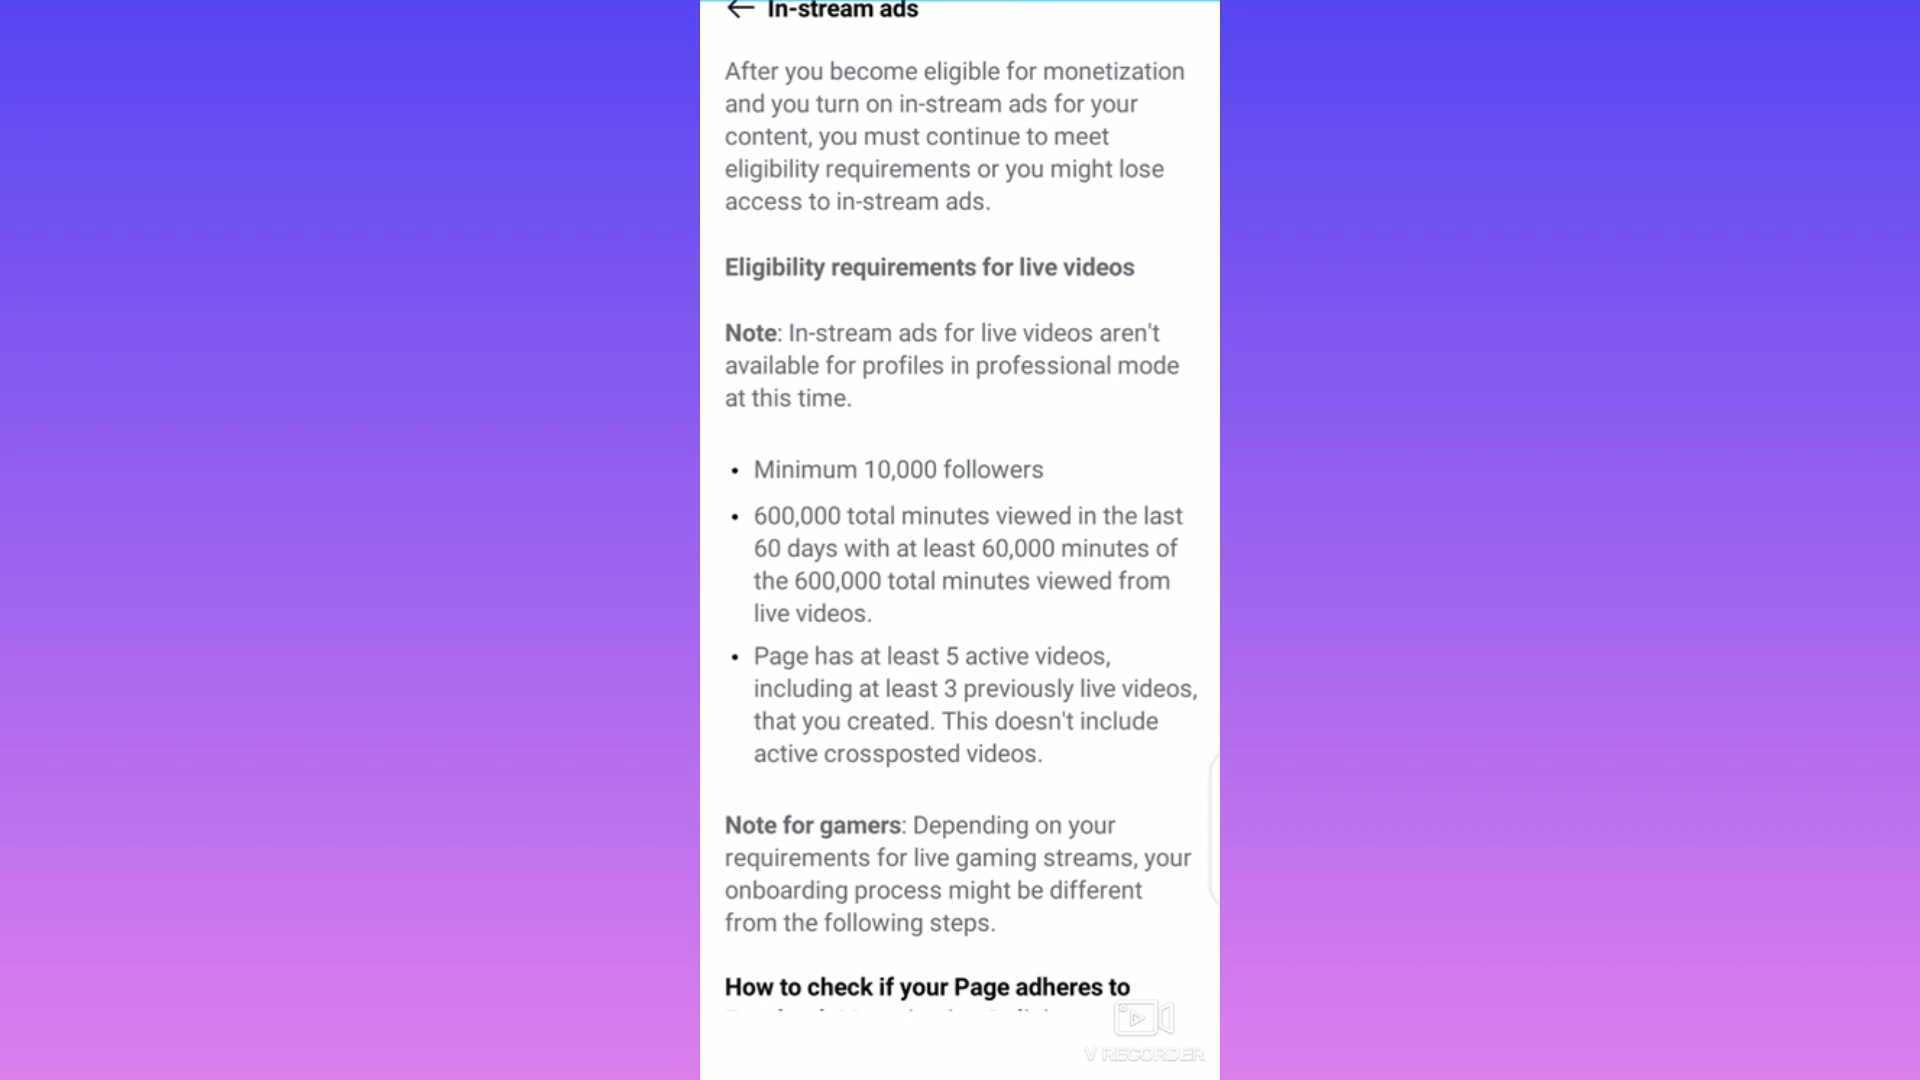 In-stream ads
After you become eligible for monetization
and you turn on in-stream ads for your
content, you must continue to meet
eligibility requirements or you might lose
access to in-stream ads.
Eligibility requirements for live videos
Note: In-stream ads for live videos aren't
available for profiles in professional mode
at this time.
• Minimum 10,000 followers
• 600,000 total minutes viewed in the last
60 days with at least 60,000 minutes of
the 600,000 total minutes viewed from
live videos.
• Page has at least 5 active videos,
including at least 3 previously live videos,
that you created. This doesn't include
active crossposted videos.
Note for gamers: Depending on your
requirements for live gaming streams, your
onboarding process might be different
from the following steps.
How to check if your Page adheres to
V RECORDER